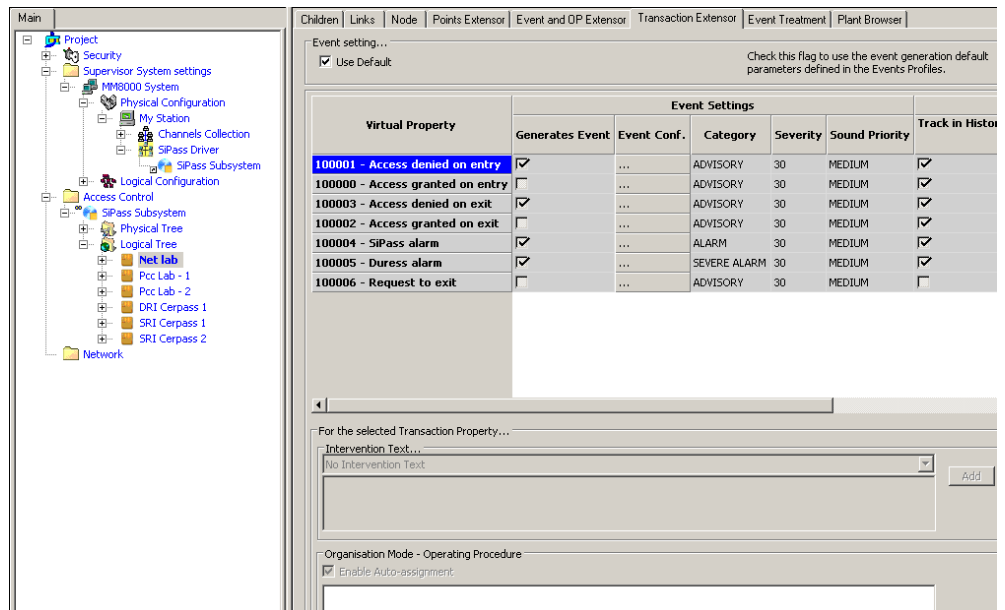 Main
Project
Security
Supervisor System settings
MM8000 System
Physical Configuration
My Station
Channels Collection
SiPass Driver
SiPass Subsystem
Logical Configuration
Access Control
SiPass Subsystem
Physical Tree
Logical Tree
Net lab
Pcc Lab - 1
Pcc Lab - 2
DRI Cerpass 1
SRI Cerpass 1
SRI Cerpass 2
Network
Children Links Node Points Extensor Event and OP Extensor Transaction Extensor Event Treatment Plant Browser
Event setting...
Use Default
Check this flag to use the event generation default
parameters defined in the Events Profiles.
Event Settings
Virtual Property Generates Event Event Conf. Category Severity Sound Priority Track in Histor
100001 - Access denied on entry ... ADVISORY 30 MEDIUM
100000 - Access granted on entry ... ADVISORY 30 MEDIUM
100003 - Access denied on exit ... ADVISORY 30 MEDIUM
100002 - Access granted on exit ... ADVISORY 30 MEDIUM
100004 - SiPass alarm ... ALARM 30 MEDIUM
100005 - Duress alarm ... SEVERE ALARM 30 MEDIUM
100006 - Request to exit ... ADVISORY 30 MEDIUM
For the selected Transaction Property...
Intervention Text...
No Intervention Text
Add
Organisation Mode - Operating Procedure
Enable Auto-assignment